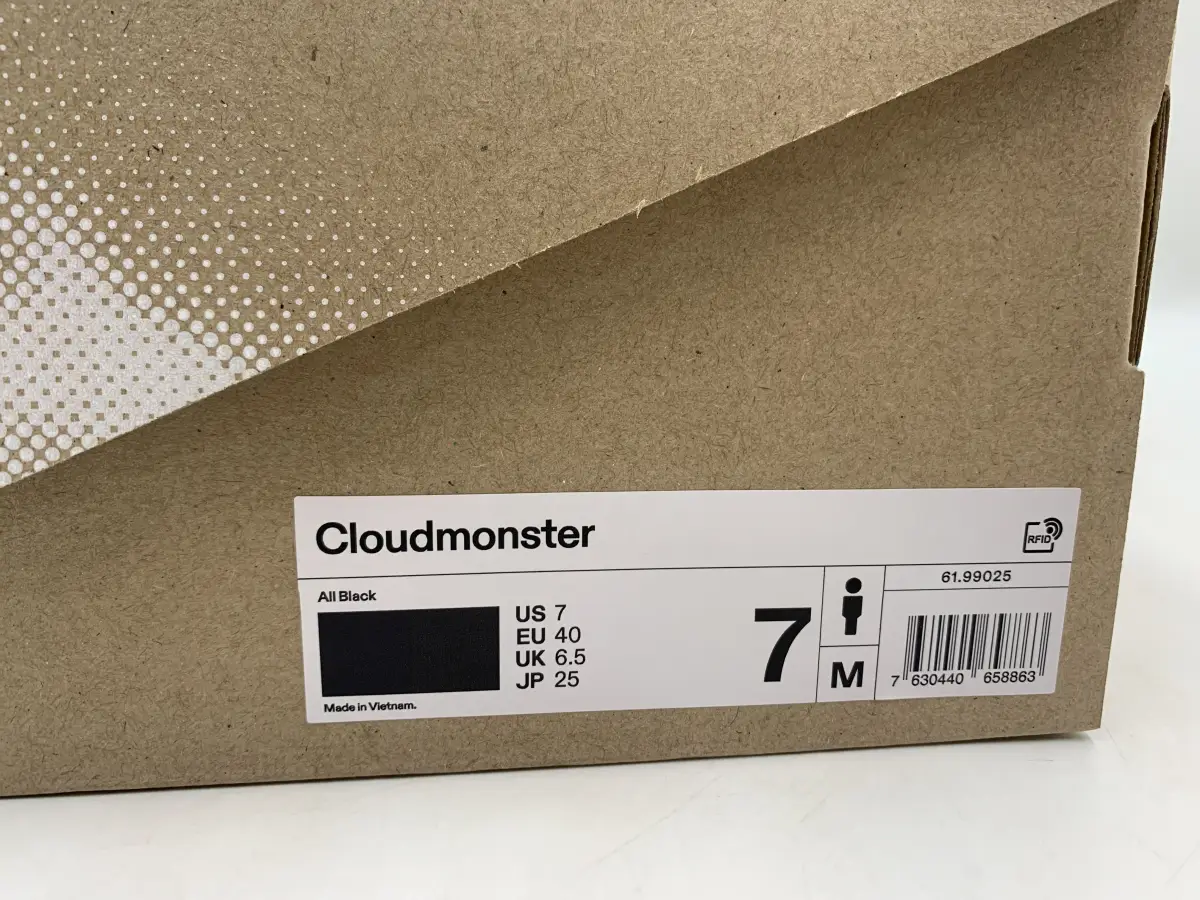 Cloudmonster
RFID
All Black
US 7
EU 40
UK 6.5
JP 25
Made in Vietnam.
7
M
61.99025
7 630440 658863